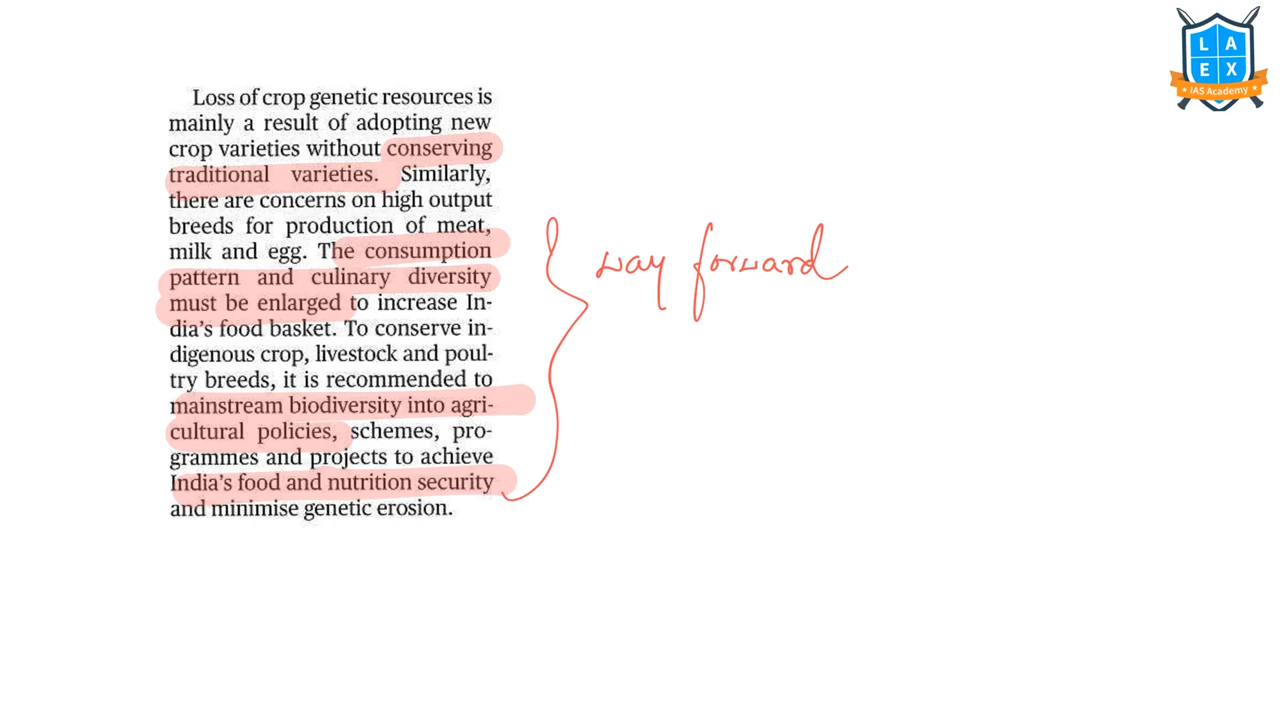 L A
E X
IAS Academy
Loss of crop genetic resources is
mainly a result of adopting new
crop varieties without conserving
traditional varieties. Similarly,
there are concerns on high output
breeds for production of meat,
milk and egg. The consumption
pattern and culinary diversity
must be enlarged to increase In-
dia's food basket. To conserve in-
digenous crop, livestock and poul-
try breeds, it is recommended to
mainstream biodiversity into agri-
cultural policies, schemes, pro-
grammes and projects to achieve
India's food and nutrition security
and minimise genetic erosion.
way forward